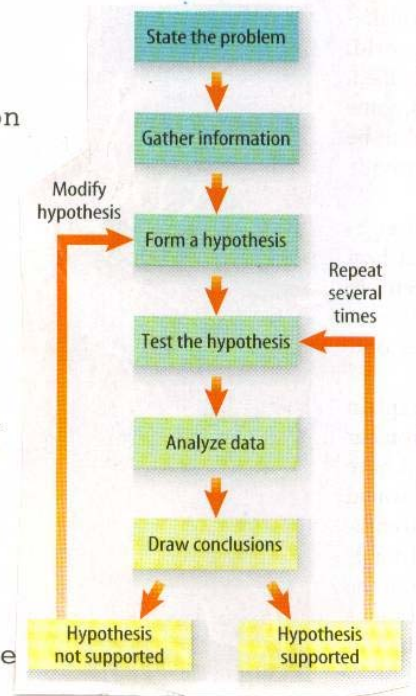 State the problem
on
Gather information
Modify
hypothesis
Form a hypothesis
Repeat
several
times
Test the hypothesis
Analyze data
Draw conclusions
Hypothesis
not supported
Hypothesis
supported
e